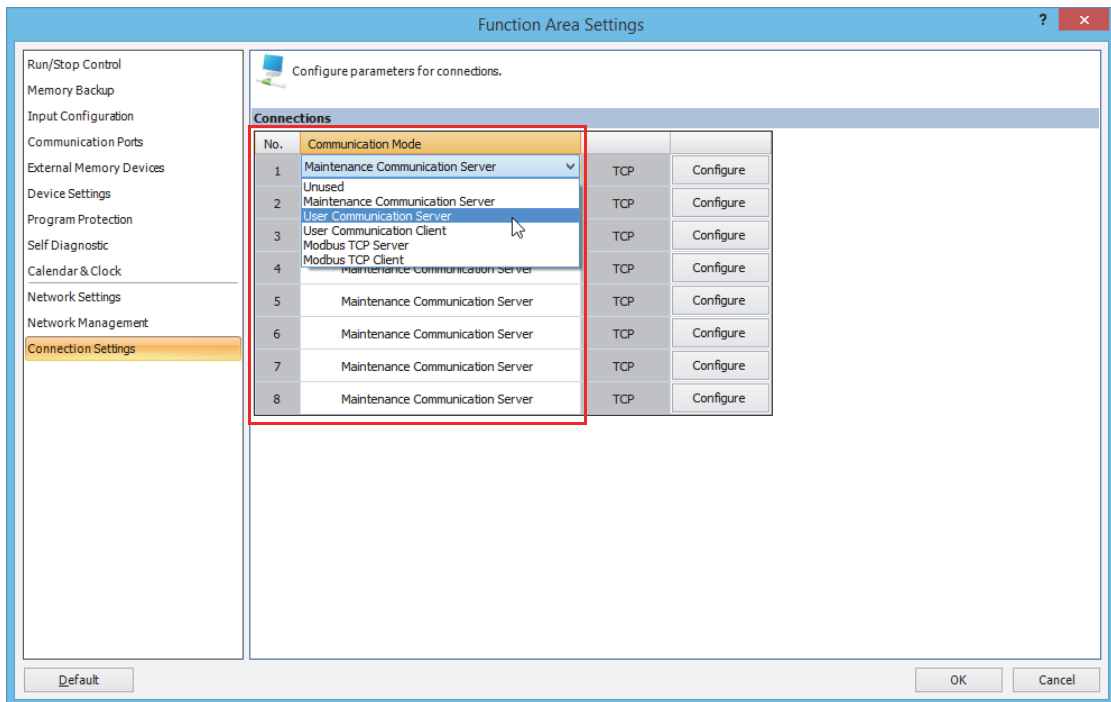 Function Area Settings
?
Run/Stop Control
Memory Backup
Input Configuration
Communication Ports
External Memory Devices
Device Settings
Program Protection
Self Diagnostic
Calendar & Clock
Network Settings
Network Management
Connection Settings
Configure parameters for connections.
Connections
No. Communication Mode
1 Maintenance Communication Server TCP Configure
Unused
Maintenance Communication Server
User Communication Server
User Communication Client
Modbus TCP Server
Modbus TCP Client
2 TCP Configure
3 TCP Configure
4 Maintenance Communication Server TCP Configure
5 Maintenance Communication Server TCP Configure
6 Maintenance Communication Server TCP Configure
7 Maintenance Communication Server TCP Configure
8 Maintenance Communication Server TCP Configure
Default OK Cancel